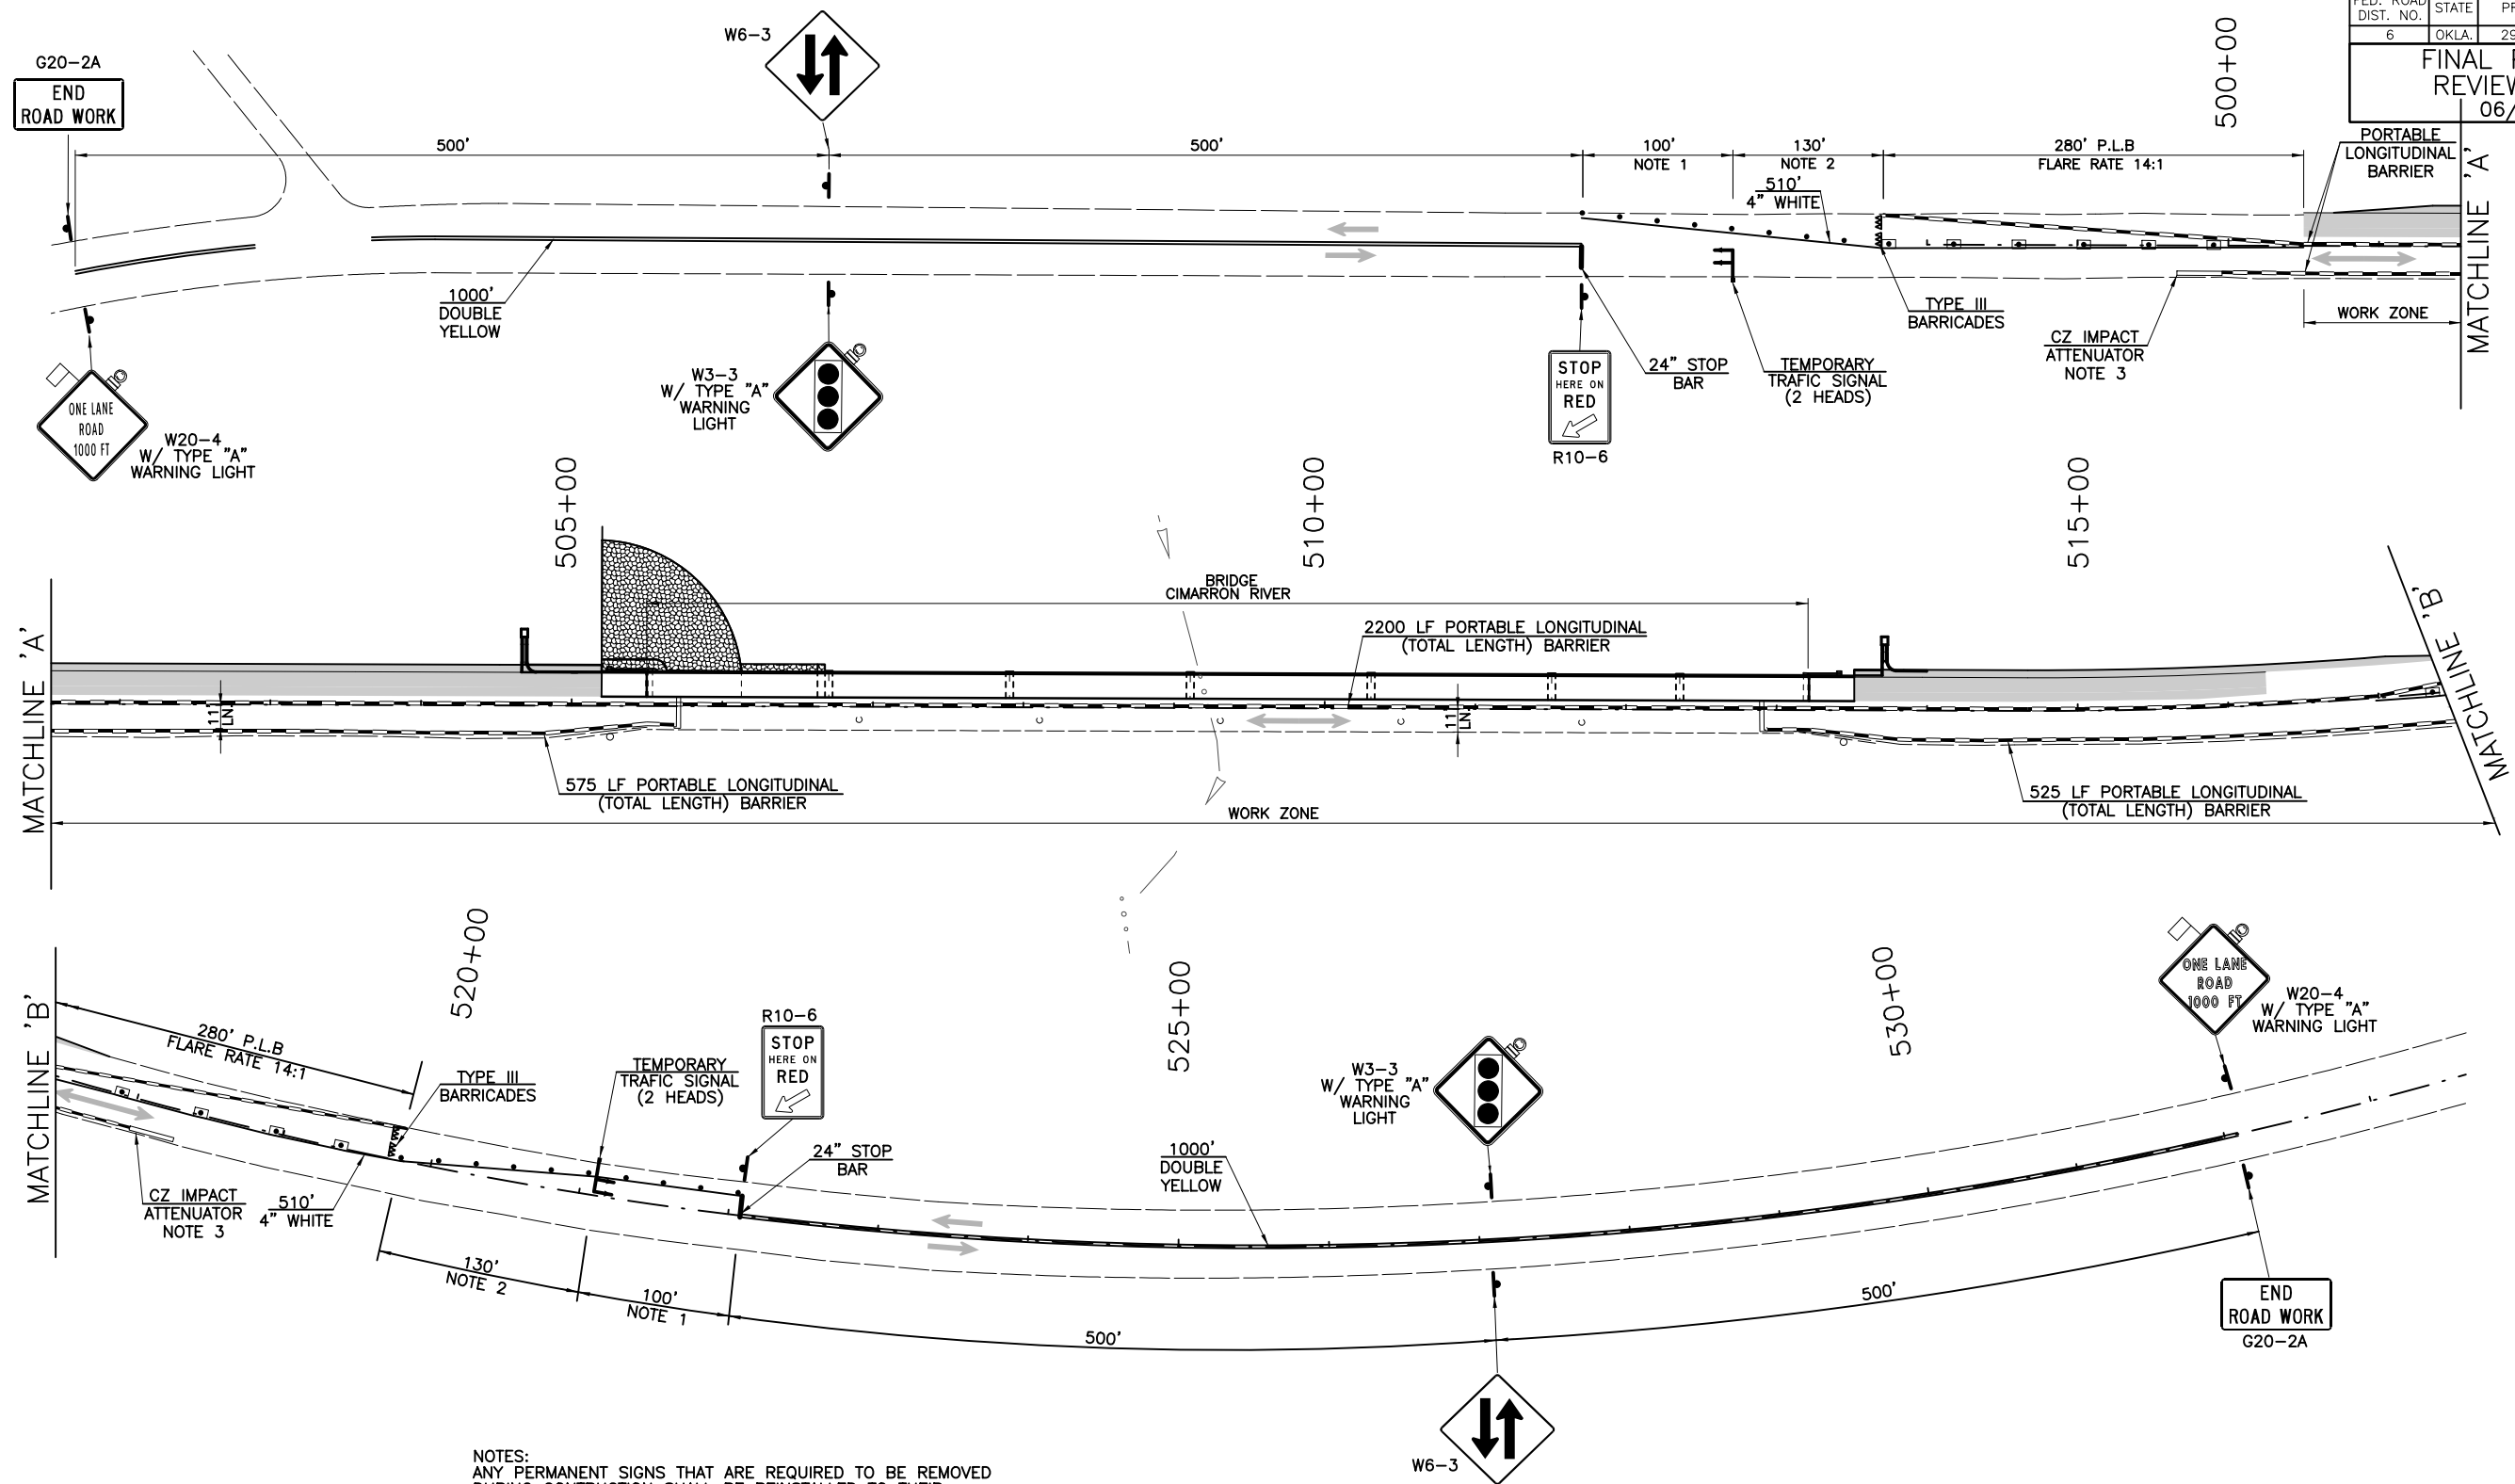 FED. ROAD
DIST. NO.
STATE
6
OKLA.
FINAL
REVIEW
06/
G20-2A
END
ROAD WORK
W6-3
500+00
500'
500'
100'
NOTE 1
130'
NOTE 2
280' P.L.B
FLARE RATE 14:1
PORTABLE
LONGITUDINAL
BARRIER
510'
4" WHITE
MATCHLINE 'A'
1000'
DOUBLE
YELLOW
TYPE III
BARRICADES
WORK ZONE
CZ IMPACT
ATTENUATOR
NOTE 3
24" STOP
BAR
TEMPORARY
TRAFIC SIGNAL
(2 HEADS)
STOP
HERE ON
RED
R10-6
W3-3
W/ TYPE "A"
WARNING
LIGHT
ONE LANE
ROAD
1000 FT
W20-4
W/ TYPE "A"
WARNING LIGHT
505+00
510+00
515+00
BRIDGE
CIMARRON RIVER
2200 LF PORTABLE LONGITUDINAL
(TOTAL LENGTH) BARRIER
MATCHLINE 'A'
11'
LN.
11'
LN.
MATCHLINE 'B'
575 LF PORTABLE LONGITUDINAL
(TOTAL LENGTH) BARRIER
525 LF PORTABLE LONGITUDINAL
(TOTAL LENGTH) BARRIER
WORK ZONE
520+00
525+00
530+00
MATCHLINE 'B'
280' P.L.B
FLARE RATE 14:1
TYPE III
BARRICADES
TEMPORARY
TRAFIC SIGNAL
(2 HEADS)
R10-6
STOP
HERE ON
RED
24" STOP
BAR
W3-3
W/ TYPE "A"
WARNING
LIGHT
ONE LANE
ROAD
1000 FT
W20-4
W/ TYPE "A"
WARNING LIGHT
1000'
DOUBLE
YELLOW
CZ IMPACT
ATTENUATOR
NOTE 3
510'
4" WHITE
130'
NOTE 2
100'
NOTE 1
500'
500'
END
ROAD WORK
G20-2A
W6-3
NOTES:
ANY PERMANENT SIGNS THAT ARE REQUIRED TO BE REMOVED